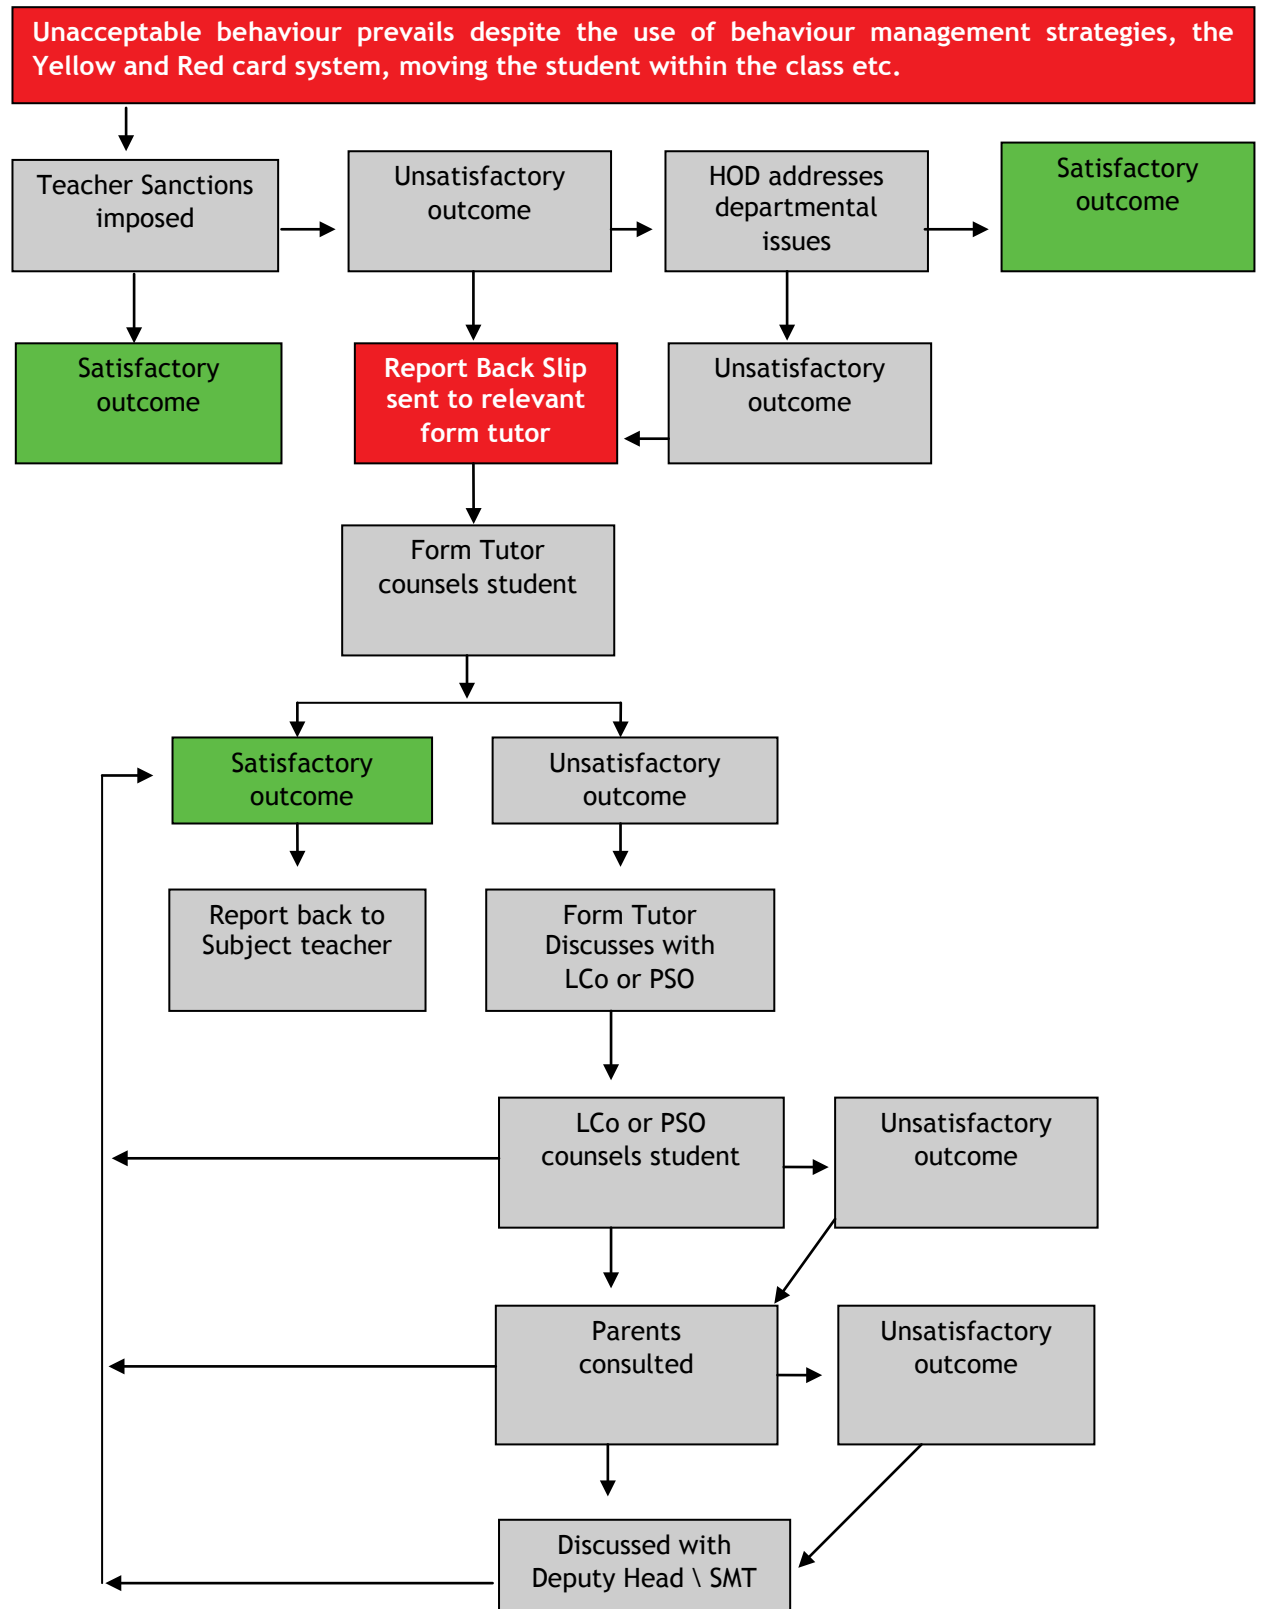 Unacceptable behaviour prevails despite the use of behaviour management strategies, the
Yellow and Red card system, moving the student within the class etc.
Teacher Sanctions
imposed
Unsatisfactory
outcome
HOD addresses
departmental
issues
Satisfactory
outcome
Satisfactory
outcome
Report Back Slip
sent to relevant
form tutor
Unsatisfactory
outcome
Form Tutor
counsels student
Satisfactory
outcome
Unsatisfactory
outcome
Report back to
Subject teacher
Form Tutor
Discusses with
LCo or PSO
LCo or PSO
counsels student
Unsatisfactory
outcome
Parents
consulted
Unsatisfactory
outcome
Discussed with
Deputy Head \ SMT